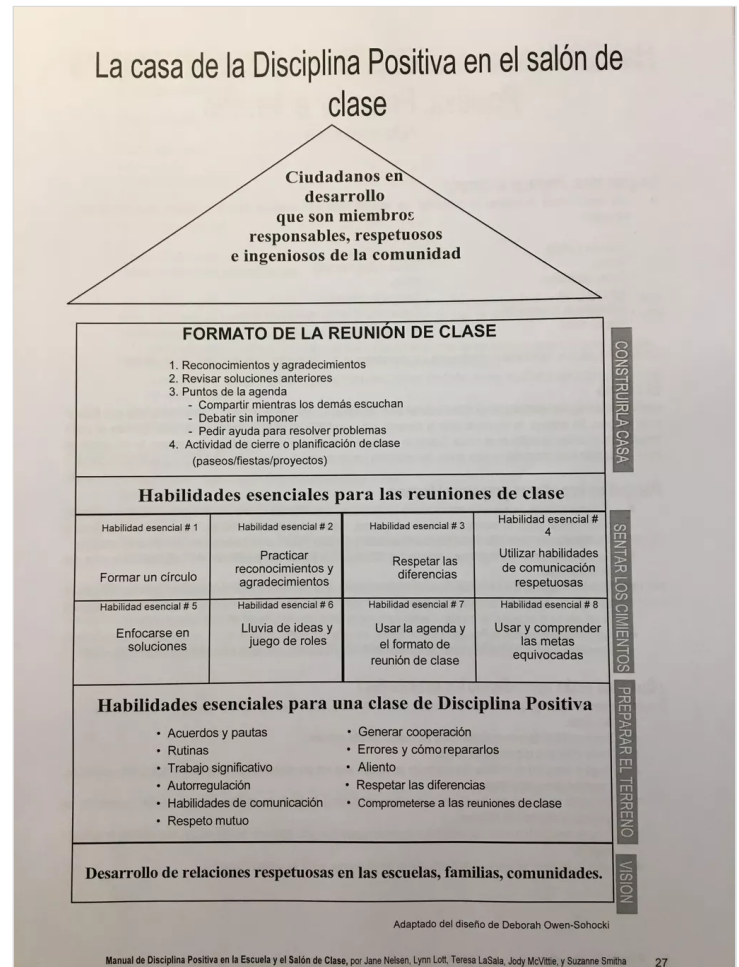 La casa de la Disciplina Positiva en el salón de
clase
Ciudadanos en
desarrollo
que son miembros
responsables, respetuosos
e ingeniosos de la comunidad
FORMATO DE LA REUNIÓN DE CLASE
1. Reconocimientos y agradecimientos
2. Revisar soluciones anteriores
3. Puntos de la agenda
- Compartir mientras los demás escuchan
- Debatir sin imponer
- Pedir ayuda para resolver problemas
4. Actividad de cierre o planificación de clase
(paseos/fiestas/proyectos)
CONSTRUIR LA CASA
Habilidades esenciales para las reuniones de clase
Habilidad esencial # 1
Formar un círculo
Habilidad esencial # 2
Practicar
reconocimientos y
agradecimientos
Habilidad esencial # 3
Respetar las
diferencias
Habilidad esencial #
4
Utilizar habilidades
de comunicación
respetuosas
Habilidad esencial # 5
Enfocarse en
soluciones
Habilidad esencial # 6
Lluvia de ideas y
juego de roles
Habilidad esencial # 7
Usar la agenda y
el formato de
reunión de clase
Habilidad esencial # 8
Usar y comprender
las metas
equivocadas
SENTAR LOS CIMIENTOS
Habilidades esenciales para una clase de Disciplina Positiva
• Acuerdos y pautas
• Rutinas
• Trabajo significativo
• Autorregulación
• Habilidades de comunicación
• Respeto mutuo
• Generar cooperación
• Errores y cómo repararlos
• Aliento
• Respetar las diferencias
• Comprometerse a las reuniones de clase
PREPARAR EL TERRENO
Desarrollo de relaciones respetuosas en las escuelas, familias, comunidades.
VISION
Adaptado del diseño de Deborah Owen-Sohocki
Manual de Disciplina Positiva en la Escuela y el Salón de Clase, por Jane Nelsen, Lynn Lott, Teresa LaSala, Jody McVittie, y Suzanne Smitha 27